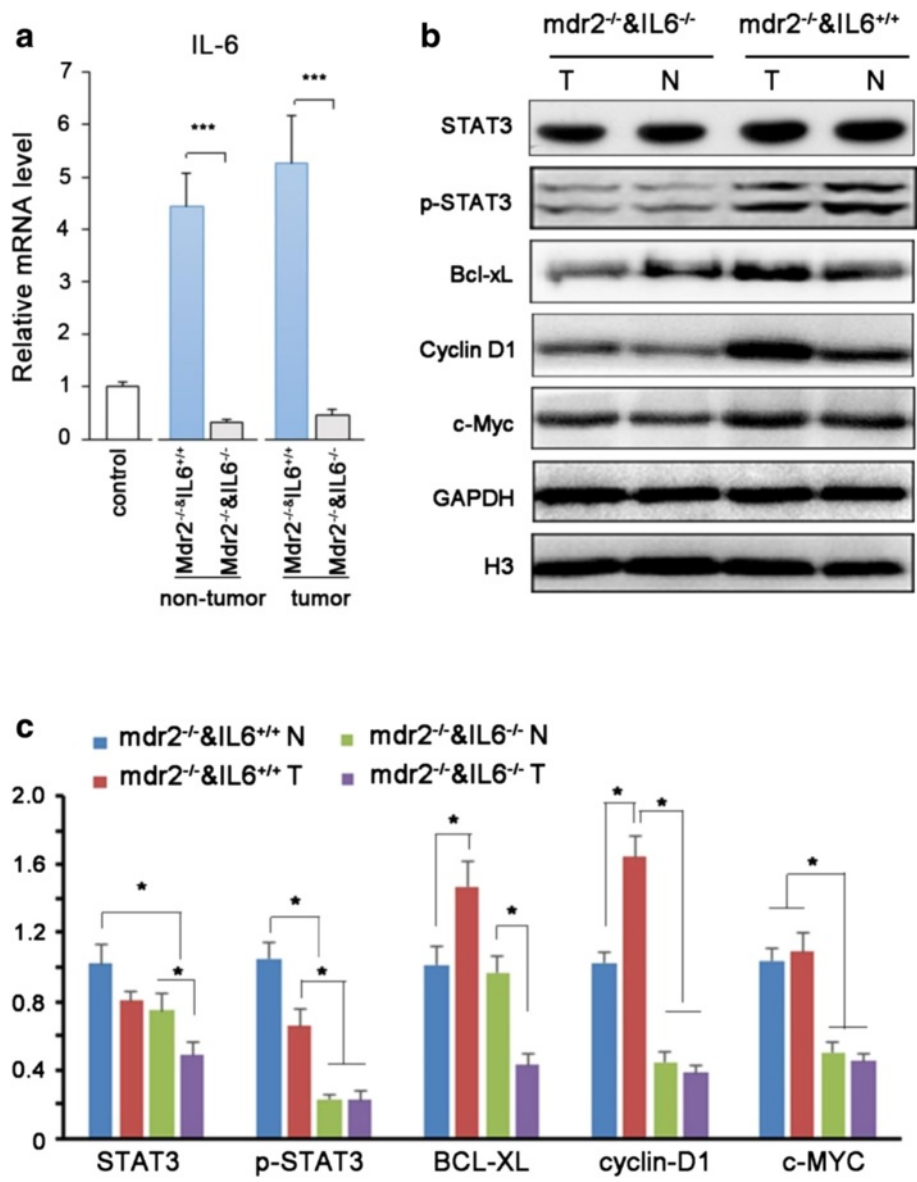 a
IL-6
Relative mRNA level
7
6
5
4
3
2
1
0
***
***
control
Mdr2-/-&IL6+/+
Mdr2-/-&IL6-/-
Mdr2-/-&IL6+/+
Mdr2-/-&IL6-/-
non-tumor
tumor
b
mdr2-/-&IL6-/-
mdr2-/-&IL6+/+
T N T N
STAT3
p-STAT3
Bcl-xL
Cyclin D1
c-Myc
GAPDH
H3
c
mdr2-/-&IL6+/+ N
mdr2-/-&IL6-/- N
mdr2-/-&IL6+/+ T
mdr2-/-&IL6-/- T
2.0
1.6
1.2
0.8
0.4
0
*
*
*
*
*
*
*
*
*
STAT3
p-STAT3
BCL-XL
cyclin-D1
c-MYC